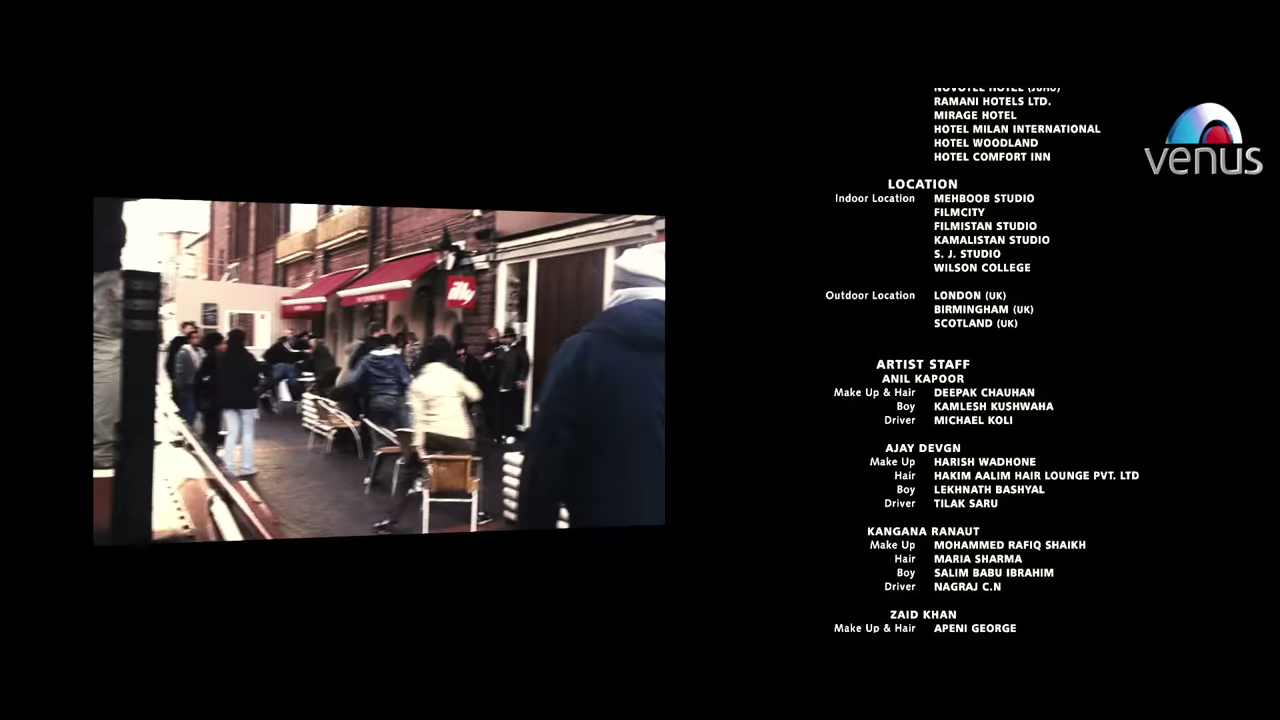 illy
NOVOTEL HOTEL (JUHU)
RAMANI HOTELS LTD.
MIRAGE HOTEL
HOTEL MILAN INTERNATIONAL
HOTEL WOODLAND
HOTEL COMFORT INN
venus
LOCATION
Indoor Location MEHBOOB STUDIO
FILMCITY
FILMISTAN STUDIO
KAMALISTAN STUDIO
S. J. STUDIO
WILSON COLLEGE
Outdoor Location LONDON (UK)
BIRMINGHAM (UK)
SCOTLAND (UK)
ARTIST STAFF
ANIL KAPOOR
Make Up & Hair DEEPAK CHAUHAN
Boy KAMLESH KUSHWAHA
Driver MICHAEL KOLI
AJAY DEVGN
Make Up HARISH WADHONE
Hair HAKIM AALIM HAIR LOUNGE PVT. LTD
Boy LEKHNATH BASHYAL
Driver TILAK SARU
KANGANA RANAUT
Make Up MOHAMMED RAFIQ SHAIKH
Hair MARIA SHARMA
Boy SALIM BABU IBRAHIM
Driver NAGRAJ C.N
ZAID KHAN
Make Up & Hair APENI GEORGE